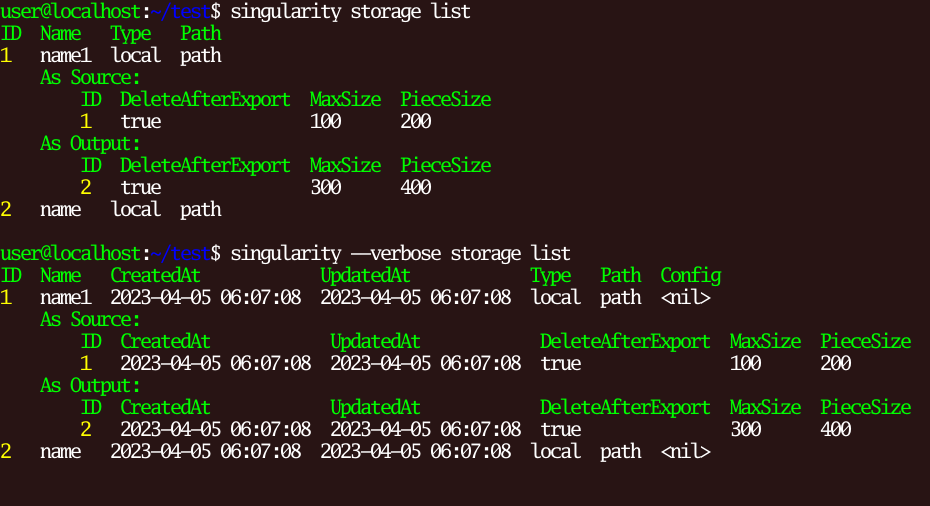 user@localhost:~/test$ singularity storage list
ID  Name   Type   Path
1   name1  local  path
    As Source:
        ID  DeleteAfterExport  MaxSize  PieceSize
        1   true               100      200
    As Output:
        ID  DeleteAfterExport  MaxSize  PieceSize
        2   true               300      400
2   name   local  path
user@localhost:~/test$ singularity --verbose storage list
ID  Name   CreatedAt            UpdatedAt            Type   Path  Config
1   name1  2023-04-05 06:07:08  2023-04-05 06:07:08  local  path  <nil>
    As Source:
        ID  CreatedAt            UpdatedAt            DeleteAfterExport  MaxSize  PieceSize
        1   2023-04-05 06:07:08  2023-04-05 06:07:08  true               100      200
    As Output:
        ID  CreatedAt            UpdatedAt            DeleteAfterExport  MaxSize  PieceSize
        2   2023-04-05 06:07:08  2023-04-05 06:07:08  true               300      400
2   name   2023-04-05 06:07:08  2023-04-05 06:07:08  local  path  <nil>